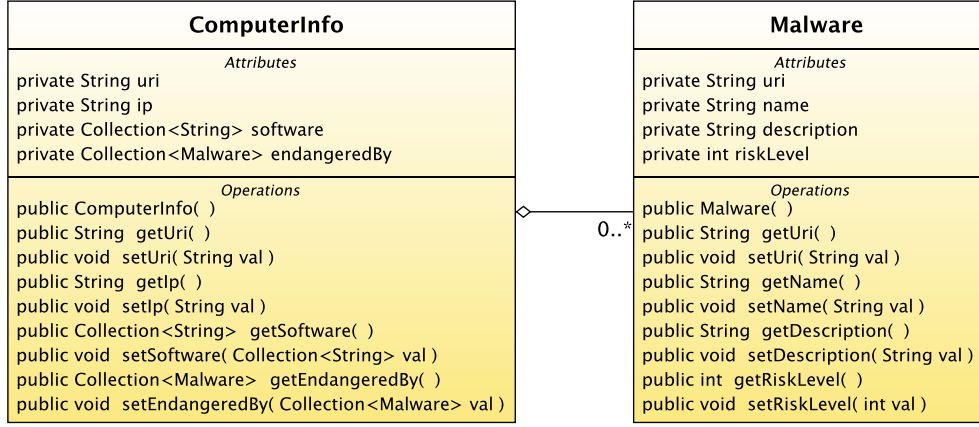 ComputerInfo
Attributes
private String uri
private String ip
private Collection<String> software
private Collection<Malware> endangeredBy
Operations
public ComputerInfo( )
public String getUri( )
public void setUri( String val )
public String getIp( )
public void setIp( String val )
public Collection<String> getSoftware( )
public void setSoftware( Collection<String> val )
public Collection<Malware> getEndangeredBy( )
public void setEndangeredBy( Collection<Malware> val )
0..*
Malware
Attributes
private String uri
private String name
private String description
private int riskLevel
Operations
public Malware( )
public String getUri( )
public void setUri( String val )
public String getName( )
public void setName( String val )
public String getDescription( )
public void setDescription( String val )
public int getRiskLevel( )
public void setRiskLevel( int val )